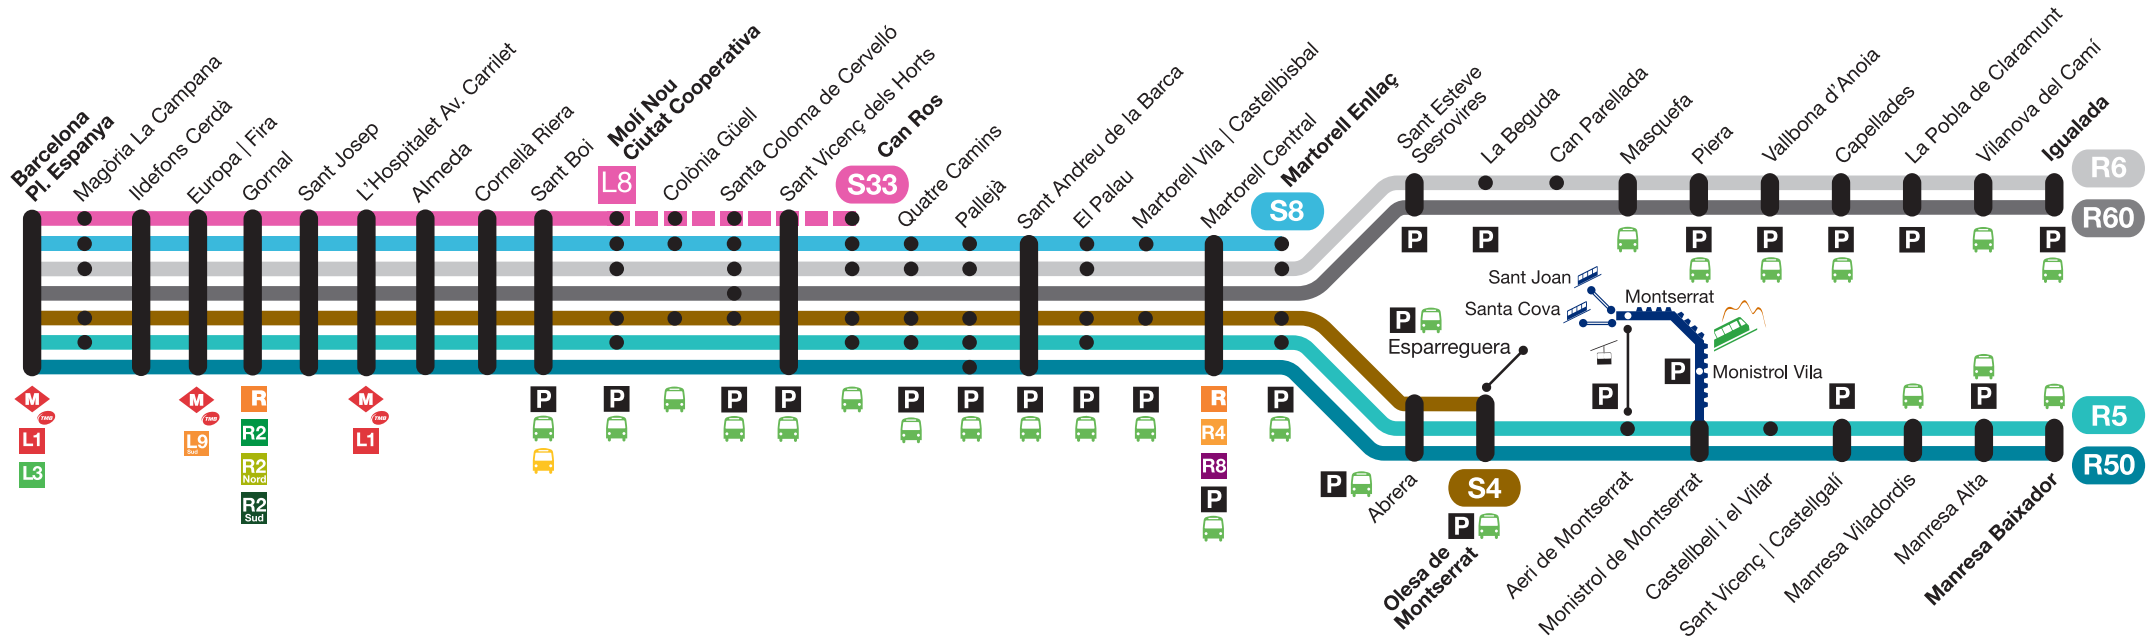 Barcelona
Pl. Espanya
Magòria La Campana
Ildefons Cerdà
Europa | Fira
Gornal
Sant Josep
L'Hospitalet Av. Carrilet
Almeda
Cornellà Riera
Sant Boi
Molí Nou
Ciutat Cooperativa
L8
Colònia Güell
Santa Coloma de Cervelló
Sant Vicenç dels Horts
Can Ros
S33
Quatre Camins
Pallejà
Sant Andreu de la Barca
El Palau
Martorell Vila | Castellbisbal
Martorell Central
Martorell Enllaç
S8
Sant Esteve
Sesrovires
La Beguda
Can Parellada
Masquefa
Piera
Vallbona d'Anoia
Capellades
La Pobla de Claramunt
Vilanova del Camí
Igualada
R6
R60
P
P
P
P
P
P
P
Sant Joan
Santa Cova
Montserrat
P
Esparreguera
P
Monistrol Vila
P
P
P
R5
R50
M
TMB
L1
L3
M
TMB
L9
Sud
R
R2
R2
Nord
R2
Sud
M
TMB
L1
P
P
P
P
P
P
P
P
P
R
R4
R8
P
P
P
Abrera
S4
P
Olesa de
Montserrat
Aeri de Montserrat
Monistrol de Montserrat
Castellbell i el Vilar
Sant Vicenç | Castellgalí
Manresa Viladordis
Manresa Alta
Manresa Baixador